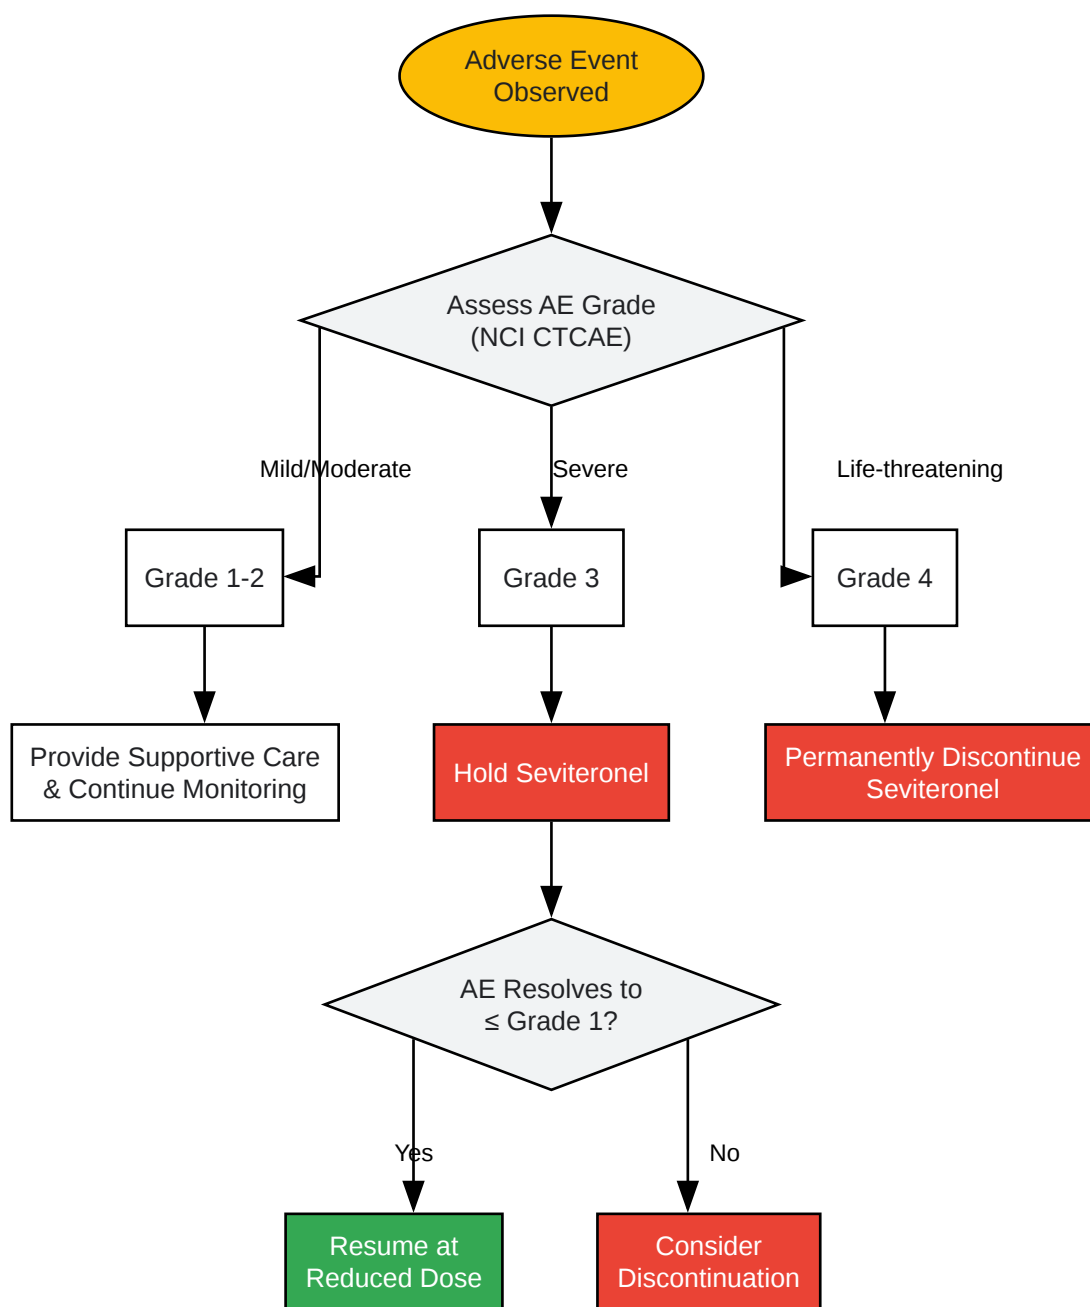 Adverse Event
Observed
Assess AE Grade
(NCI CTCAE)
Mild/Moderate
Severe
Life-threatening
Grade 1-2
Grade 3
Grade 4
Provide Supportive Care
& Continue Monitoring
Hold Seviteronel
Permanently Discontinue
Seviteronel
AE Resolves to
≤ Grade 1?
Yes
No
Resume at
Reduced Dose
Consider
Discontinuation